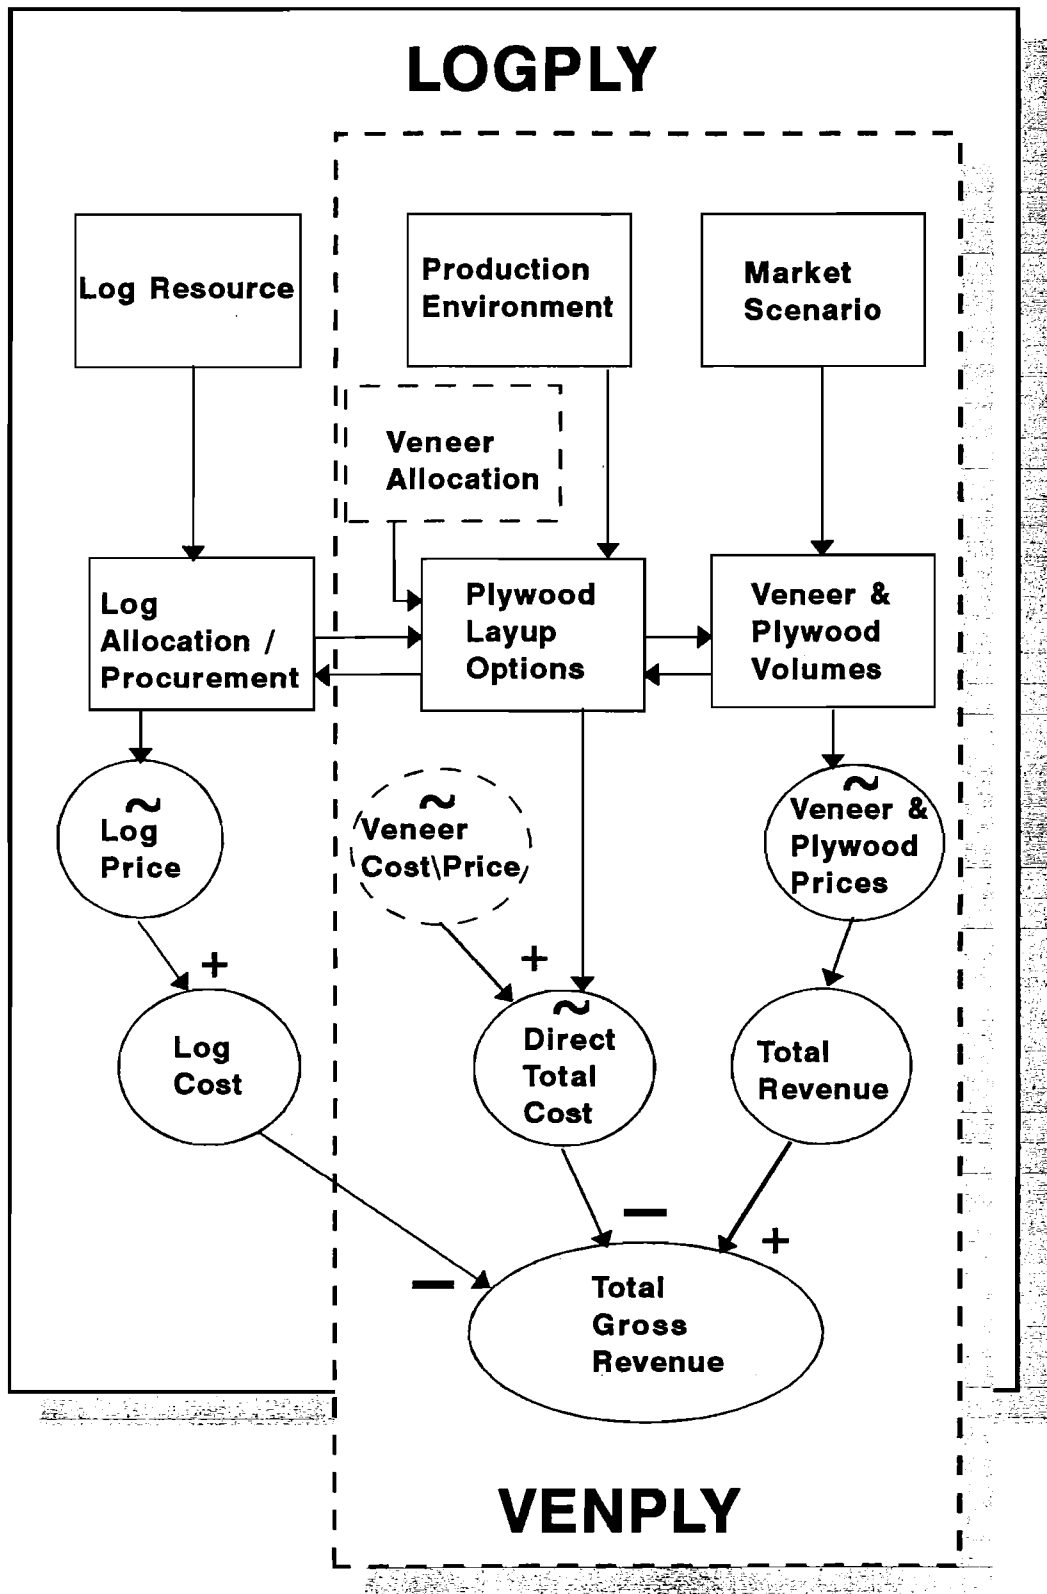 LOGPLY
Log Resource
Production
Environment
Market
Scenario
Veneer
Allocation
Log
Allocation /
Procurement
Plywood
Layup
Options
Veneer &
Plywood
Volumes
~
Log
Price
~
Veneer
Cost\Price
~
Veneer &
Plywood
Prices
+
+
Log
Cost
~
Direct
Total
Cost
Total
Revenue
—
+
—
Total
Gross
Revenue
VENPLY